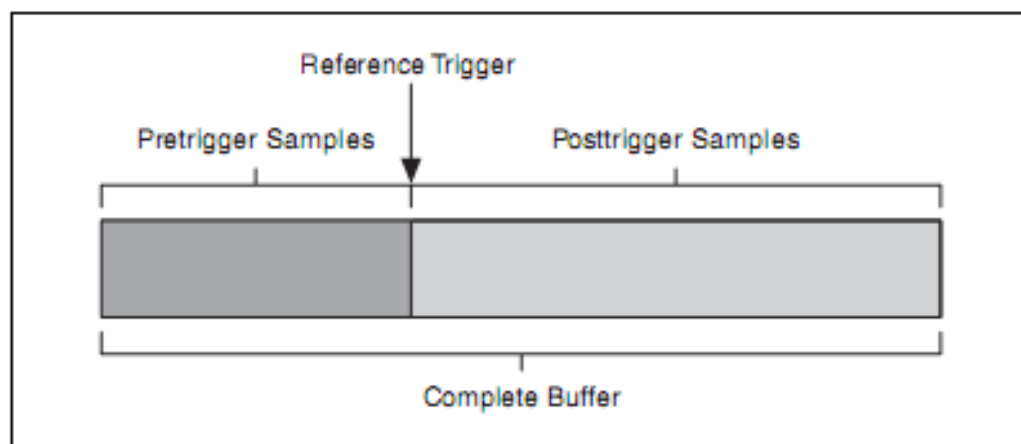 Reference Trigger
Pretrigger Samples
Posttrigger Samples
Complete Buffer